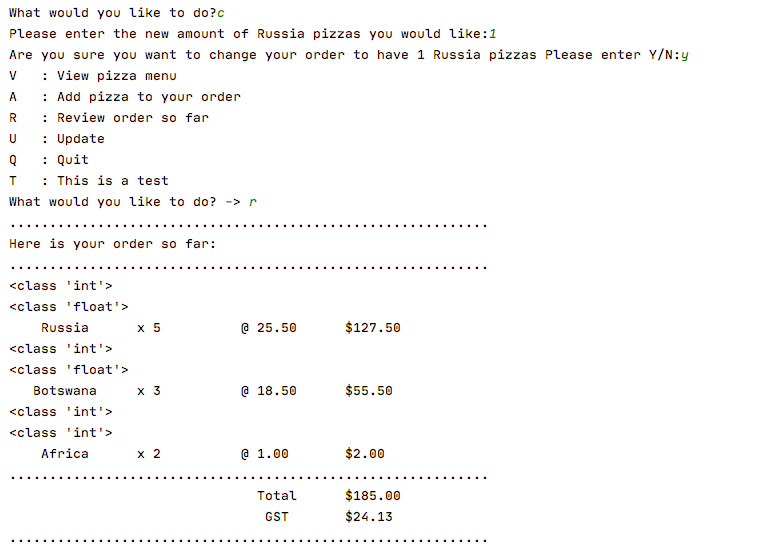 What would you like to do?c
Please enter the new amount of Russia pizzas you would like:1
Are you sure you want to change your order to have 1 Russia pizzas Please enter Y/N:y
V   : View pizza menu
A   : Add pizza to your order
R   : Review order so far
U   : Update
Q   : Quit
T   : This is a test
What would you like to do? -> r
............................................................
Here is your order so far:
............................................................
<class 'int'>
<class 'float'>
    Russia      x 5          @ 25.50      $127.50
<class 'int'>
<class 'float'>
   Botswana     x 3          @ 18.50      $55.50
<class 'int'>
<class 'int'>
    Africa      x 2          @ 1.00       $2.00
............................................................
                               Total      $185.00
                                GST       $24.13
............................................................